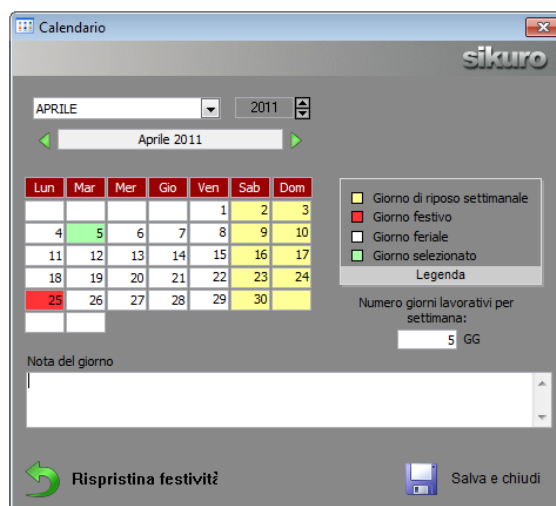 Calendario
sikuro
APRILE
2011
Aprile 2011
Lun Mar Mer Gio Ven Sab Dom
1 2 3
4 5 6 7 8 9 10
11 12 13 14 15 16 17
18 19 20 21 22 23 24
25 26 27 28 29 30
Giorno di riposo settimanale
Giorno festivo
Giorno feriale
Giorno selezionato
Legenda
Numero giorni lavorativi per
settimana:
5 GG
Nota del giorno
Rispristina festività
Salva e chiudi